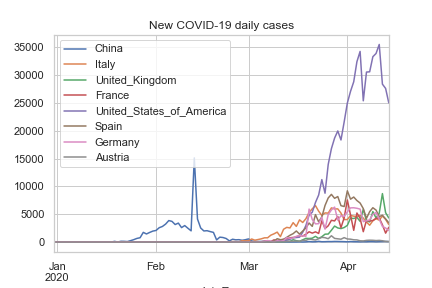 New COVID-19 daily cases
35000
30000
25000
20000
15000
10000
5000
0
China
Italy
United_Kingdom
France
United_States_of_America
Spain
Germany
Austria
Jan Feb Mar Apr
2020